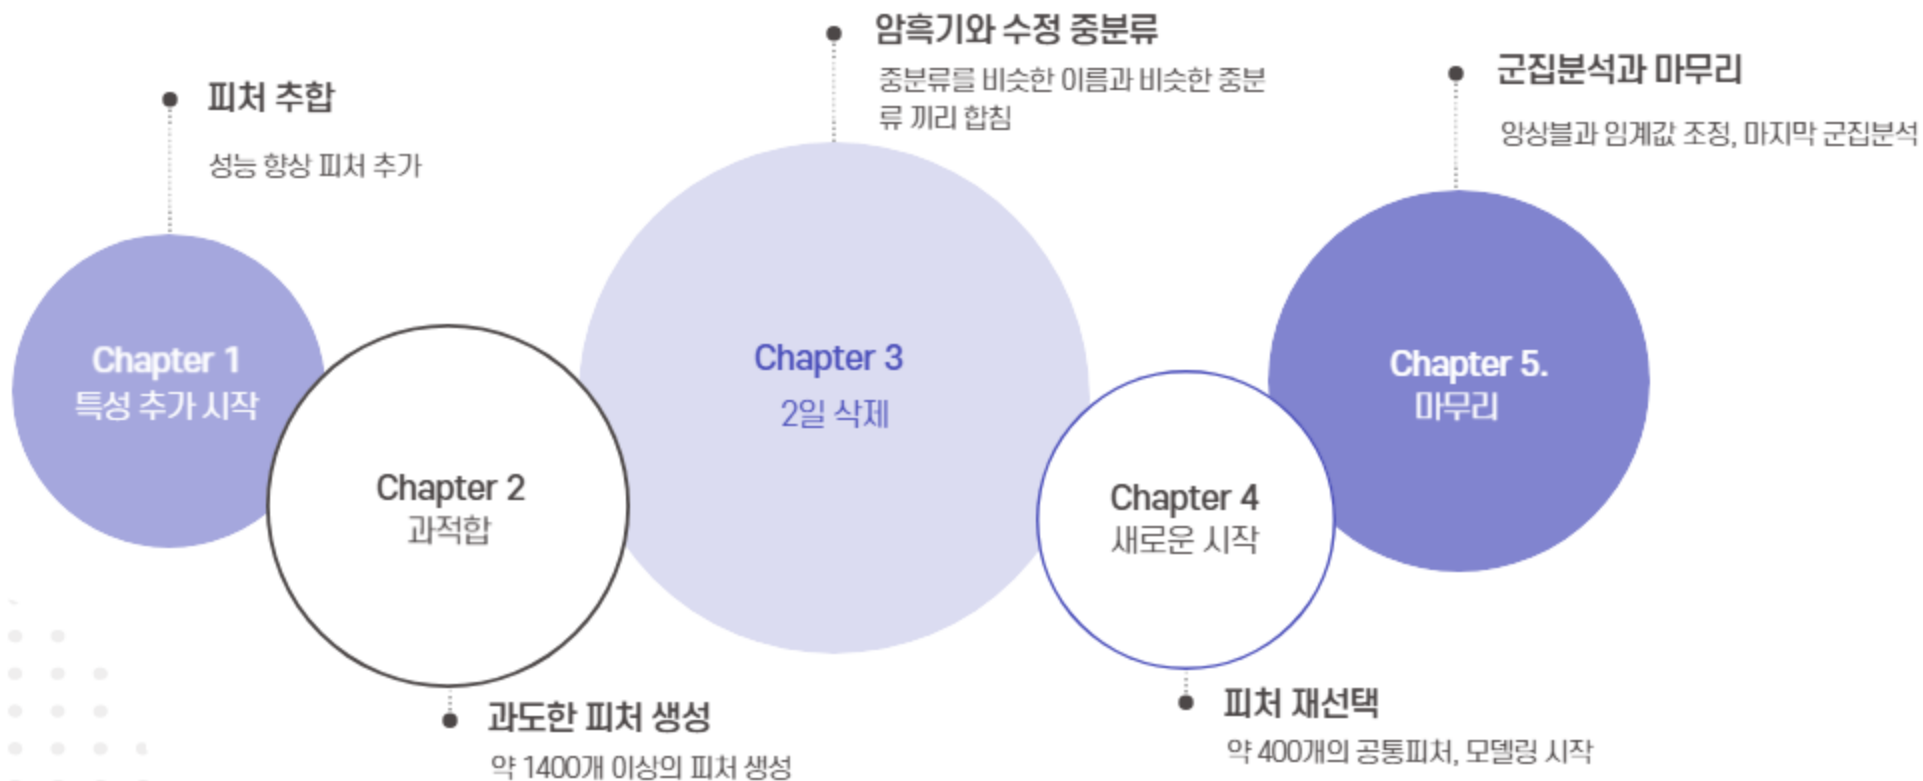 피처 추합
성능 향상 피처 추가
Chapter 1
특성 추가 시작
Chapter 2
과적합
과도한 피처 생성
약 1400개 이상의 피처 생성
암흑기와 수정 중분류
중분류를 비슷한 이름과 비슷한 중분
류 끼리 합침
Chapter 3
2일 삭제
Chapter 4
새로운 시작
피처 재선택
약 400개의 공통피처, 모델링 시작
군집분석과 마무리
앙상블과 임계값 조정, 마지막 군집분석
Chapter 5.
마무리